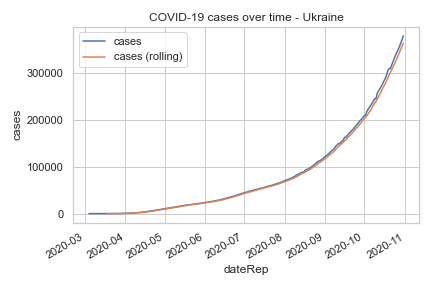 COVID-19 cases over time - Ukraine
cases
cases (rolling)
cases
300000
200000
100000
0
2020-03
2020-04
2020-05
2020-06
2020-07
2020-08
2020-09
2020-10
2020-11
dateRep